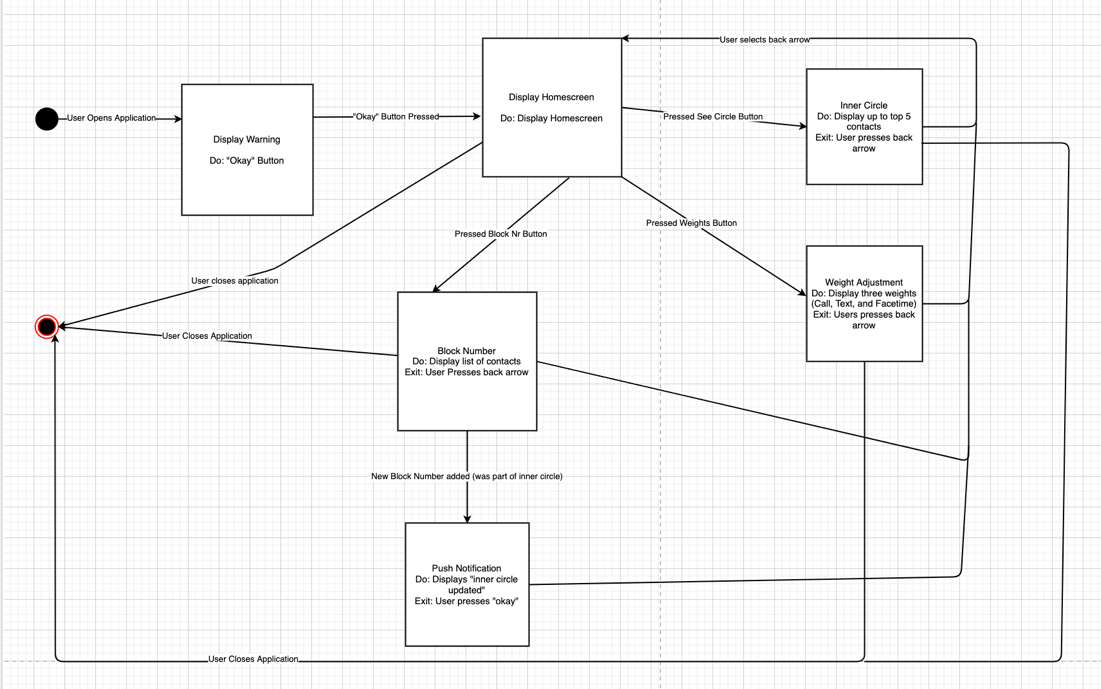 User selects back arrow
User Opens Application
Display Warning
Do: "Okay" Button
"Okay" Button Pressed
Display Homescreen
Do: Display Homescreen
Pressed See Circle Button
Inner Circle
Do: Display up to top 5
contacts
Exit: User presses back
arrow
Pressed Block Nr Button
Pressed Weights Button
User closes application
Weight Adjustment
Do: Display three weights
(Call, Text, and Facetime)
Exit: Users presses back
arrow
User Closes Application
Block Number
Do: Display list of contacts
Exit: User Presses back arrow
New Block Number added (was part of inner circle)
Push Notification
Do: Displays "inner circle
updated"
Exit: User presses "okay"
User Closes Application